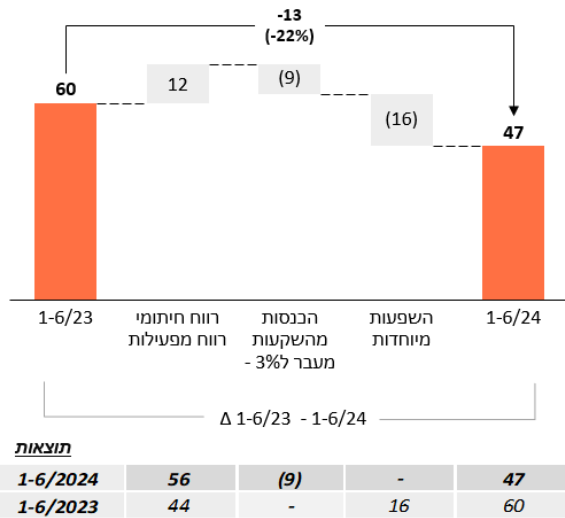 -13
(-22%)
60
12
(9)
(16)
47
1-6/23
רווח חיתומי
רווח מפעילות
הכנסות
מהשקעות
מעבר ל3% -
השפעות
מיוחדות
1-6/24
Δ 1-6/23 - 1-6/24
תוצאות
1-6/2024 56 (9) - 47
1-6/2023 44 - 16 60